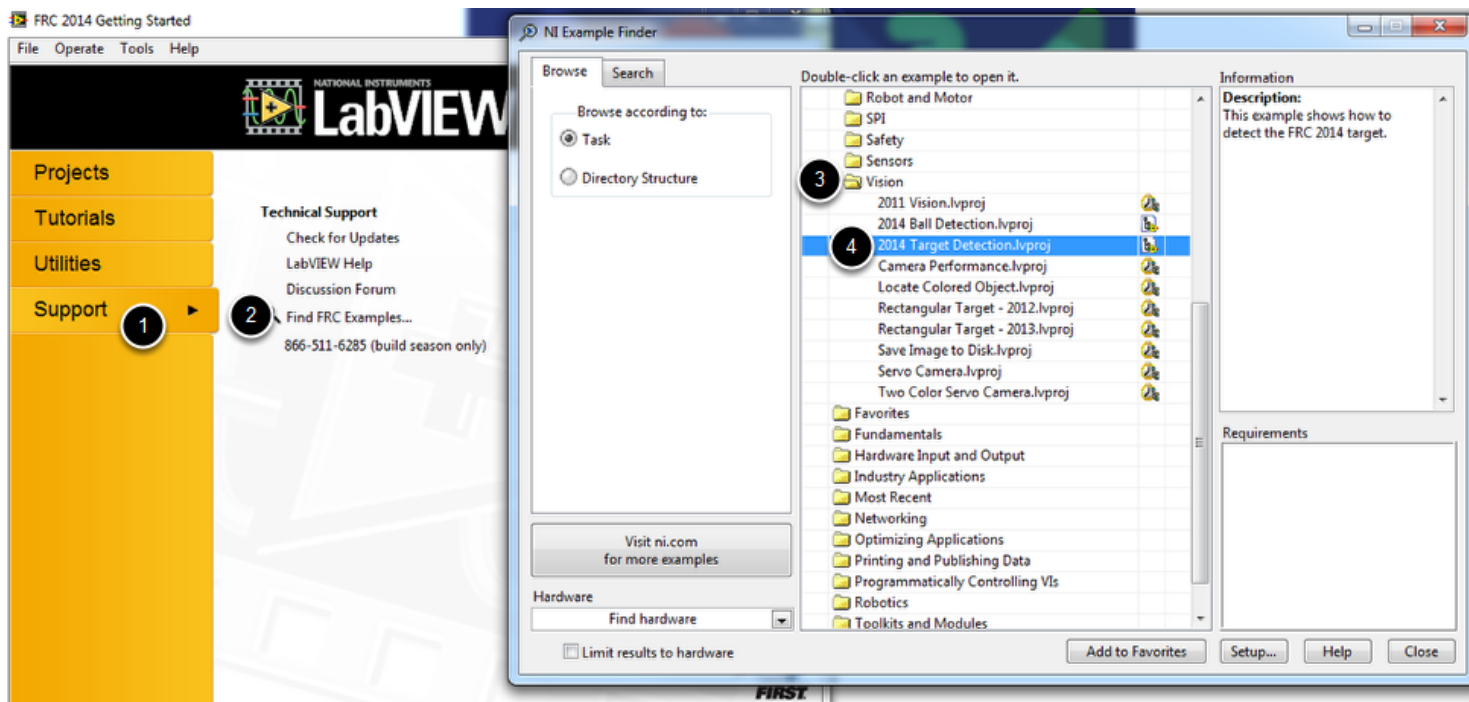 FRC 2014 Getting Started
File Operate Tools Help
NATIONAL INSTRUMENTS
LabVIEW
Projects
Tutorials
Utilities
Support
1
Technical Support
Check for Updates
LabVIEW Help
Discussion Forum
2
Find FRC Examples...
866-511-6285 (build season only)
FIRST
NI Example Finder
Browse
Search
Browse according to:
Task
Directory Structure
Visit ni.com
for more examples
Hardware
Find hardware
Limit results to hardware
Double-click an example to open it.
Robot and Motor
SPI
Safety
Sensors
3
Vision
2011 Vision.lvproj
2014 Ball Detection.lvproj
4
2014 Target Detection.lvproj
Camera Performance.lvproj
Locate Colored Object.lvproj
Rectangular Target - 2012.lvproj
Rectangular Target - 2013.lvproj
Save Image to Disk.lvproj
Servo Camera.lvproj
Two Color Servo Camera.lvproj
Favorites
Fundamentals
Hardware Input and Output
Industry Applications
Most Recent
Networking
Optimizing Applications
Printing and Publishing Data
Programmatically Controlling VIs
Robotics
Toolkits and Modules
Information
Description:
This example shows how to
detect the FRC 2014 target.
Requirements
Add to Favorites
Setup...
Help
Close